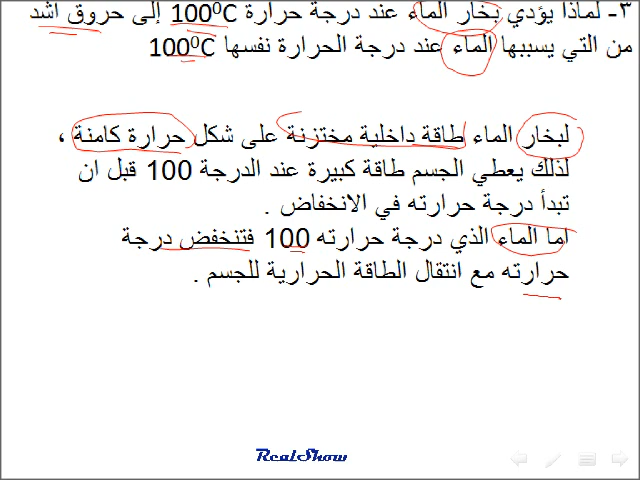 ٣- لماذا يؤدي بخار الماء عند درجة حرارة 100⁰C إلى حروق اشد
من التي يسببها الماء عند درجة الحرارة نفسها 100⁰C
لبخار الماء طاقة داخلية مختزنة على شكل حرارة كامنة ،
لذلك يعطي الجسم طاقة كبيرة عند الدرجة 100 قبل ان
تبدأ درجة حرارته في الانخفاض .
اما الماء الذي درجة حرارته 100 فتنخفض درجة
حرارته مع انتقال الطاقة الحرارية للجسم .
RealShow